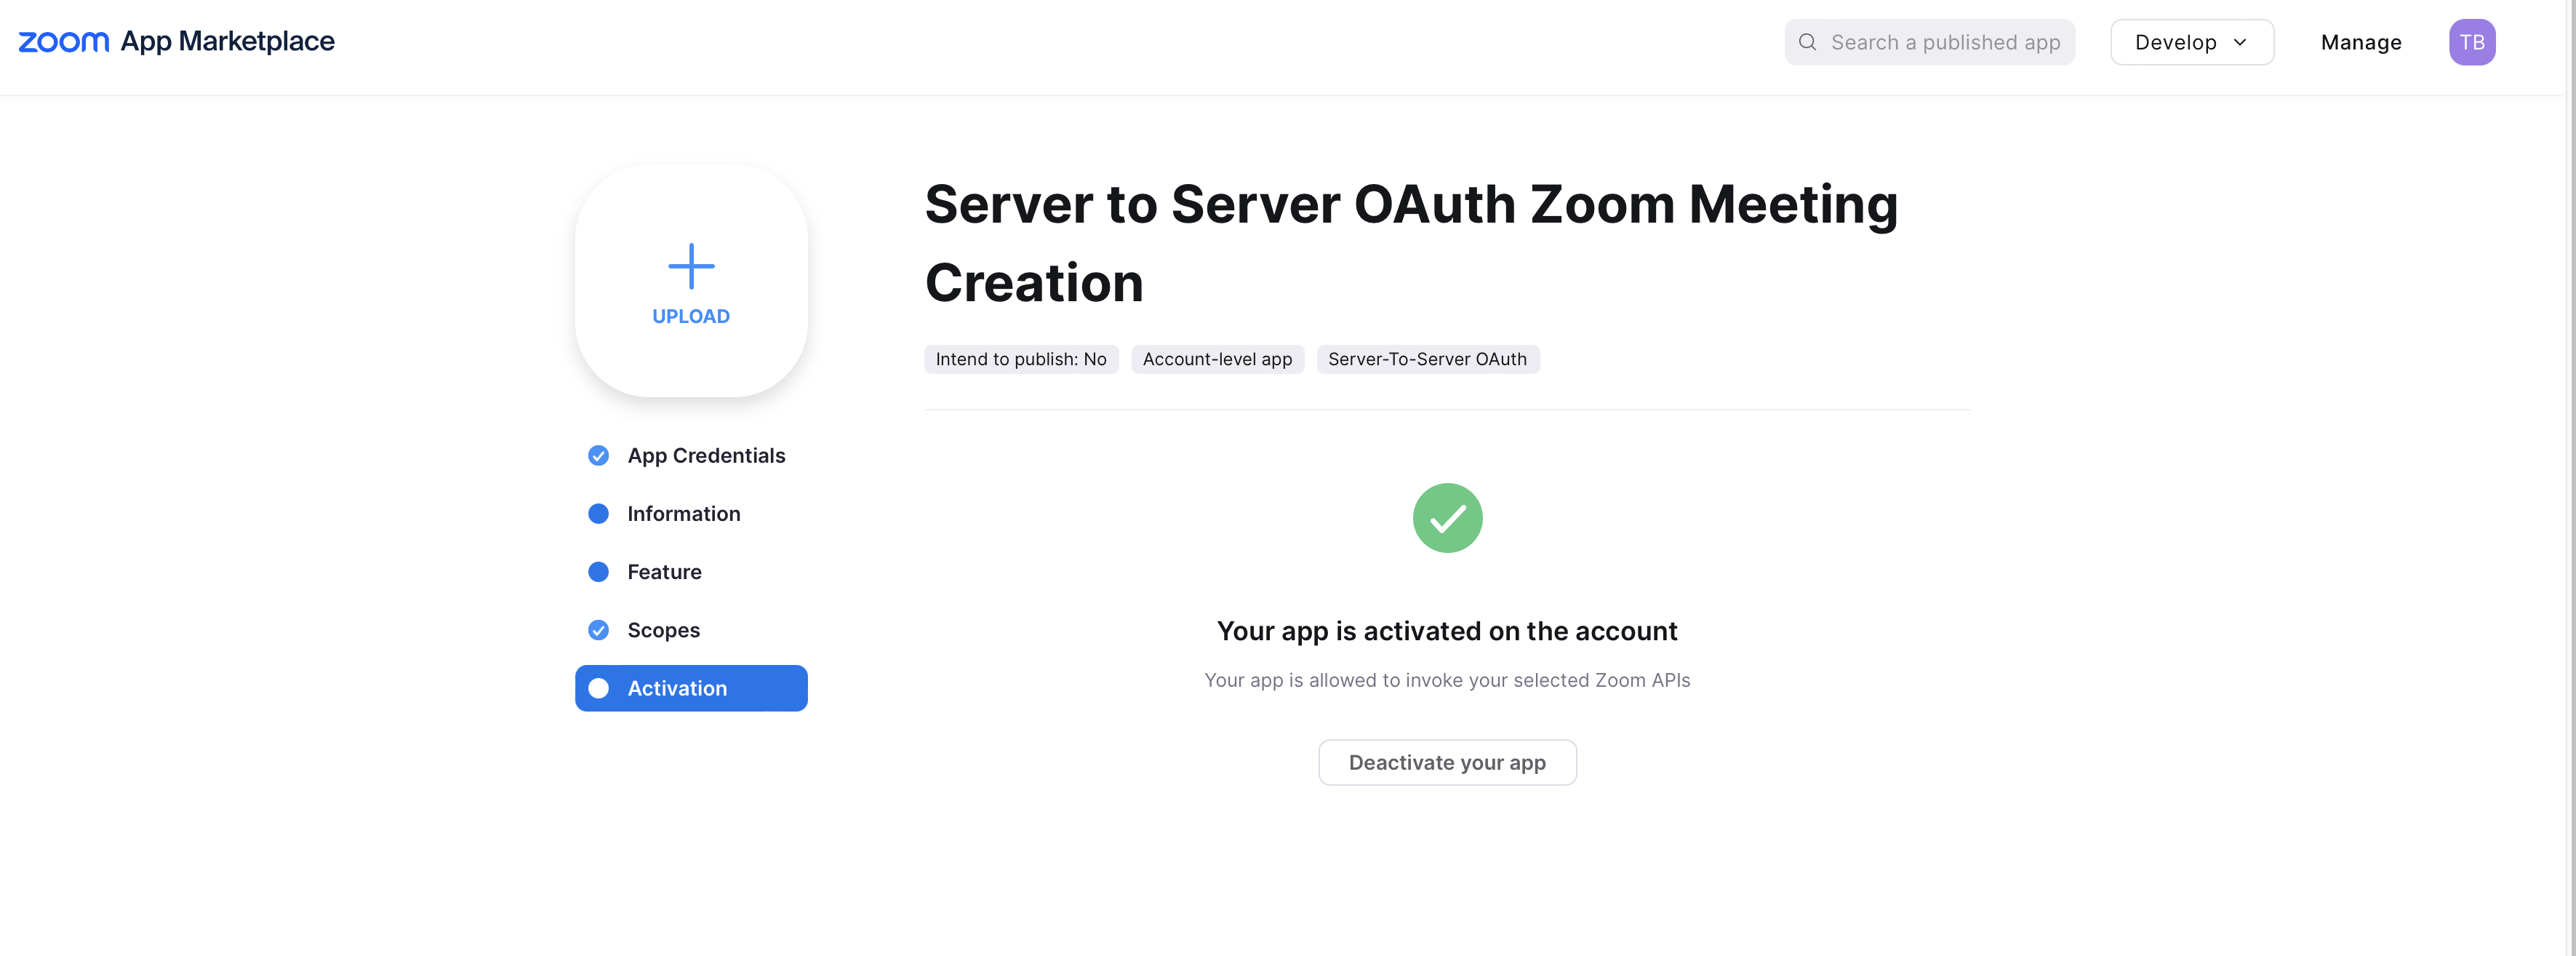 zoom App Marketplace
Search a published app
Develop
Manage
TB
UPLOAD
Server to Server OAuth Zoom Meeting
Creation
Intend to publish: No
Account-level app
Server-To-Server OAuth
App Credentials
Information
Feature
Scopes
Activation
Your app is activated on the account
Your app is allowed to invoke your selected Zoom APIs
Deactivate your app